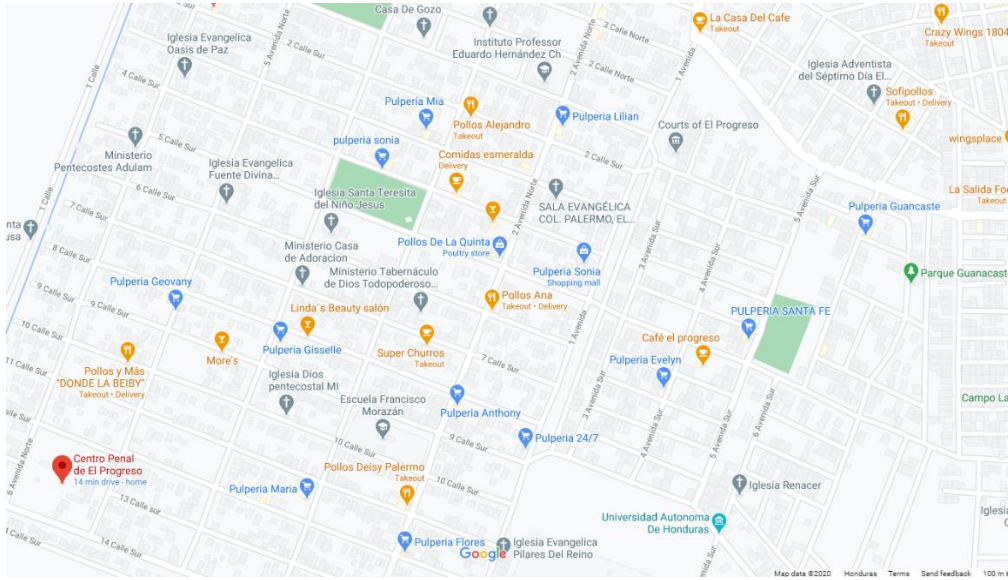 Casa De Gozo
La Casa Del Cafe
Takeout
Crazy Wings 1804
Takeout
Iglesia Evangelica
Oasis de Paz
5 Avenida Norte
2 Calle Sur
Instituto Professor
Eduardo Hernández Ch
2 Avenida Norte
3 Calle Norte
2 Calle Norte
1 Avenida
Iglesia Adventista
del Séptimo Día El...
1 Calle
4 Calle Sur
Sofipollos
Takeout • Delivery
Pulpería Mia
Pollos Alejandro
Takeout
Pulperia Lilian
Courts of El Progreso
wingsplace
5 Calle Sur
pulperia sonia
Comidas esmeralda
Delivery
2 Calle Sur
Ministerio
Pentecostes Adulam
Iglesia Evangelica
Fuente Divina...
6 Calle Sur
1 Calle
Iglesia Santa Teresita
del Niño Jesus
2 Avenida Norte
SALA EVANGÉLICA
COL. PALERMO, EL...
5 Avenida Sur
La Salida Foo
Takeout
Pulperia Guancaste
7 Calle Sur
Ministerio Casa
de Adoracion
Pollos De La Quinta
Poultry store
3 Avenida Sur
8 Calle Sur
Ministerio Tabernáculo
de Dios Todopoderoso...
Pulperia Sonia
Shopping mall
4 Avenida Sur
Parque Guanacaste
Pulperia Geovany
9 Calle Sur
9 Calle Sur
Linda´s Beauty salón
Pollos Ana
Takeout • Delivery
1 Avenida Sur
PULPERIA SANTA FE
10 Calle Sur
More's
Pulperia Gisselle
Super Churros
Takeout
7 Calle Sur
Café el progreso
11 Calle Sur
Pollos y Más
"DONDE LA BEIBY"
Takeout • Delivery
Iglesia Dios
pentecostal MI
Pulperia Evelyn
Campo La
Escuela Francisco
Morazán
Pulperia Anthony
3 Avenida Sur
4 Avenida Sur
5 Avenida Sur
6 Avenida Sur
9 Calle Sur
Pulperia 24/7
6 Avenida Norte
Centro Penal
de El Progreso
14 min drive - home
10 Calle Sur
10 Calle Sur
Pollos Deisy Palermo
Takeout
Pulperia Maria
Iglesia Renacer
13 Calle Sur
14 Calle Sur
Universidad Autonoma
De Honduras
Pulperia Flores
Google
Iglesia Evangelica
Pilares Del Reino
Map data ©2020 Honduras Terms Send feedback 100 m